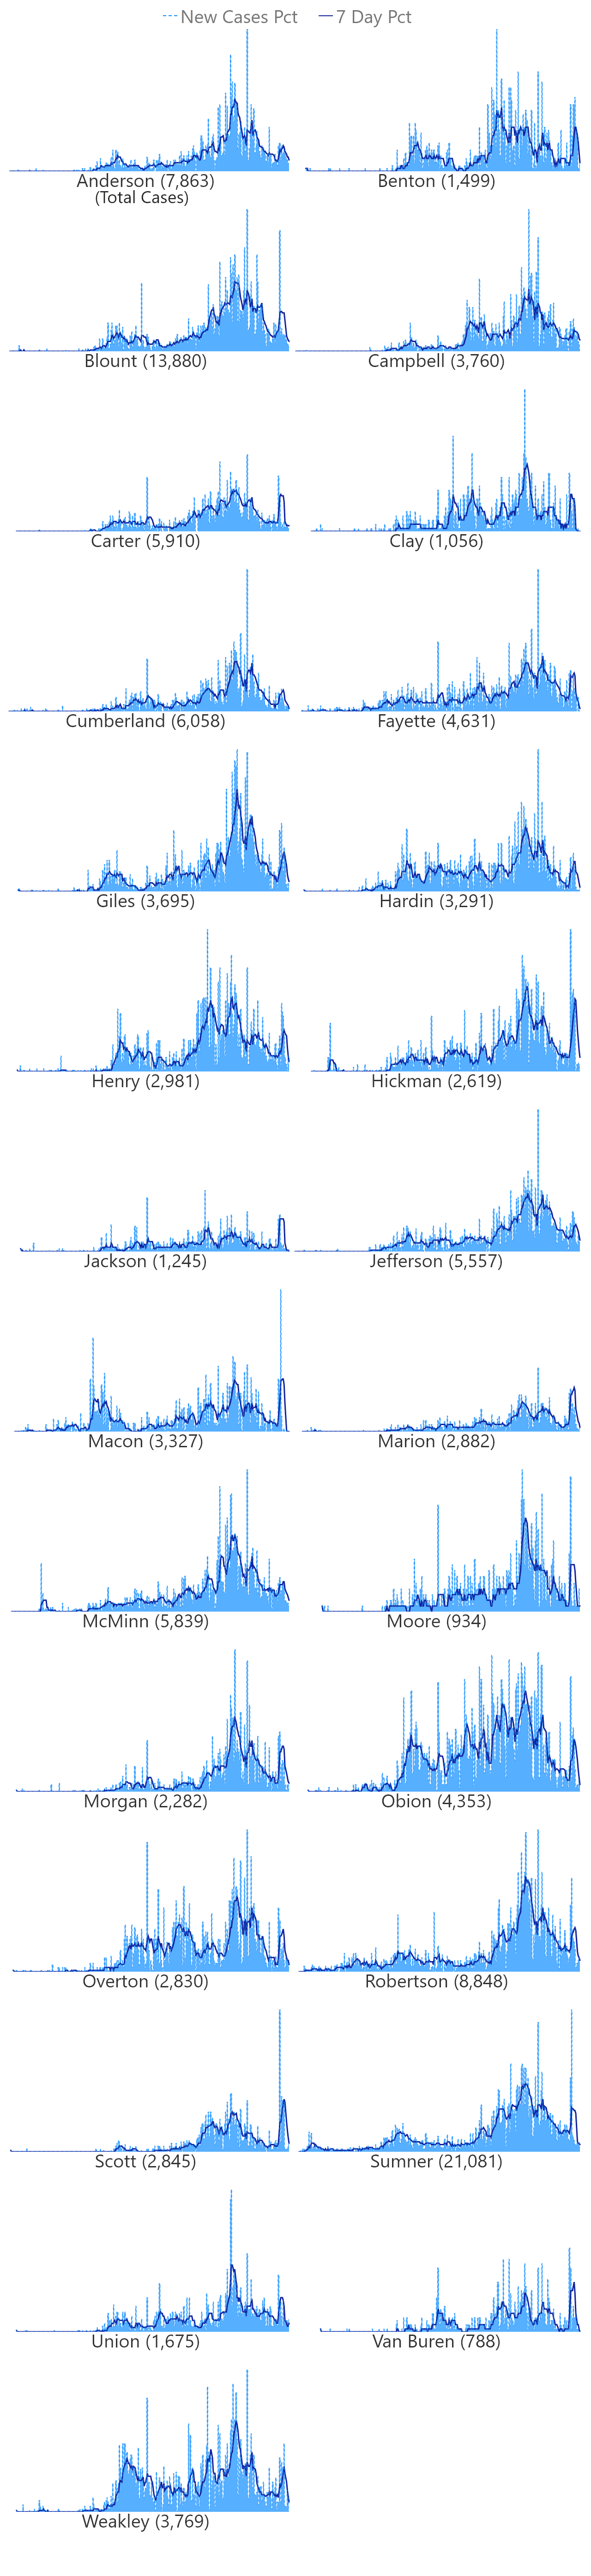 New Cases Pct 7 Day Pct
Anderson (7,863) Benton (1,499)
(Total Cases)
Blount (13,880) Campbell (3,760)
Carter (5,910) Clay (1,056)
Cumberland (6,058) Fayette (4,631)
Giles (3,695) Hardin (3,291)
Henry (2,981) Hickman (2,619)
Jackson (1,245) Jefferson (5,557)
Macon (3,327) Marion (2,882)
McMinn (5,839) Moore (934)
Morgan (2,282) Obion (4,353)
Overton (2,830) Robertson (8,848)
Scott (2,845) Sumner (21,081)
Union (1,675) Van Buren (788)
Weakley (3,769)